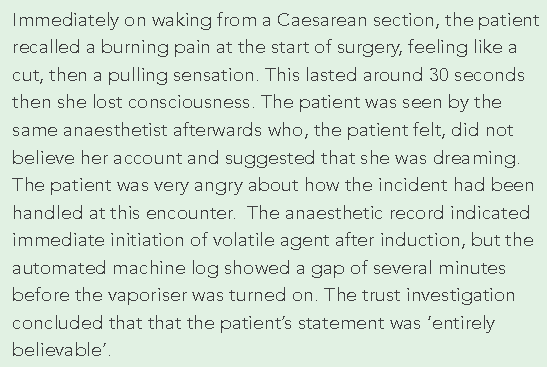 Immediately on waking from a Caesarean section, the patient
recalled a burning pain at the start of surgery, feeling like a
cut, then a pulling sensation. This lasted around 30 seconds
then she lost consciousness. The patient was seen by the
same anaesthetist afterwards who, the patient felt, did not
believe her account and suggested that she was dreaming.
The patient was very angry about how the incident had been
handled at this encounter.  The anaesthetic record indicated
immediate initiation of volatile agent after induction, but the
automated machine log showed a gap of several minutes
before the vaporiser was turned on. The trust investigation
concluded that that the patient’s statement was ‘entirely
believable’.